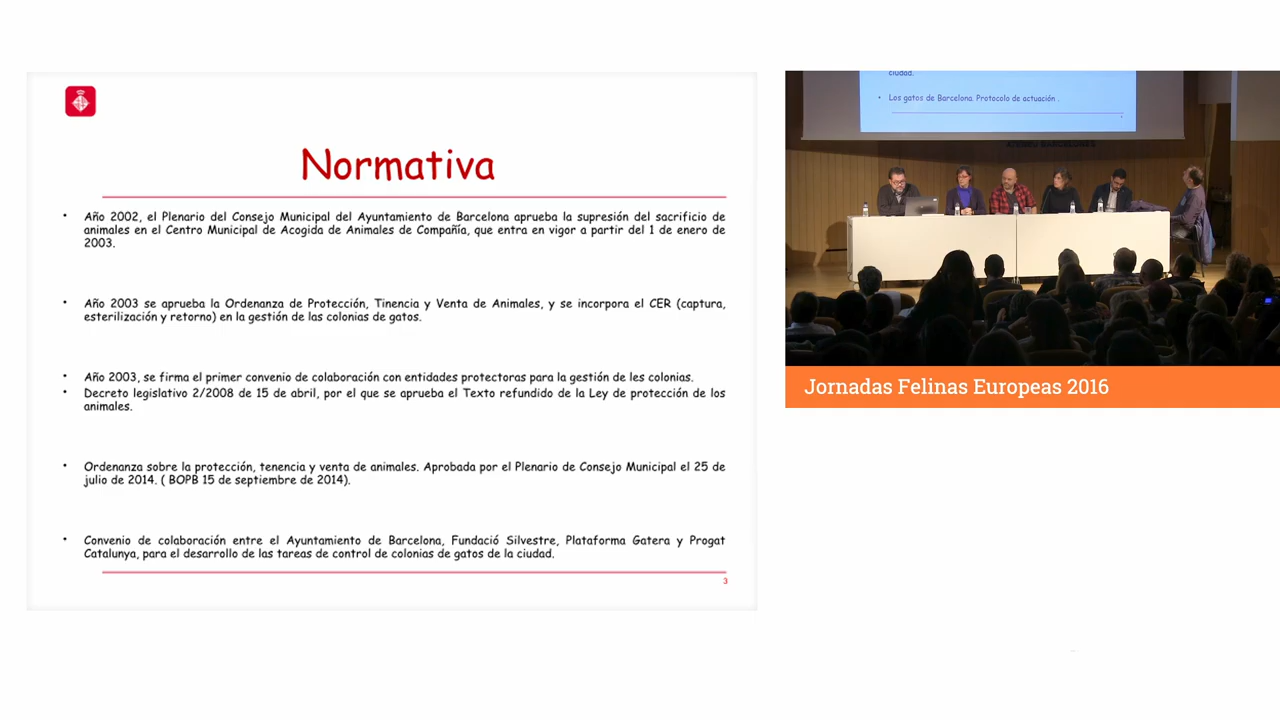 Normativa
• Año 2002, el Plenario del Consejo Municipal del Ayuntamiento de Barcelona aprueba la supresión del sacrificio de
animales en el Centro Municipal de Acogida de Animales de Compañía, que entra en vigor a partir del 1 de enero de
2003.
• Año 2003 se aprueba la Ordenanza de Protección, Tinencia y Venta de Animales, y se incorpora el CER (captura,
esterilización y retorno) en la gestión de las colonias de gatos.
• Año 2003, se firma el primer convenio de colaboración con entidades protectoras para la gestión de les colonias.
• Decreto legislativo 2/2008 de 15 de abril, por el que se aprueba el Texto refundido de la Ley de protección de los
animales.
• Ordenanza sobre la protección, tenencia y venta de animales. Aprobada por el Plenario de Consejo Municipal el 25 de
julio de 2014. ( BOPB 15 de septiembre de 2014).
• Convenio de colaboración entre el Ayuntamiento de Barcelona, Fundació Silvestre, Plataforma Gatera y Progat
Catalunya, para el desarrollo de las tareas de control de colonias de gatos de la ciudad.
3
ciudad.
• Los gatos de Barcelona. Protocolo de actuación .
Jornadas Felinas Europeas 2016